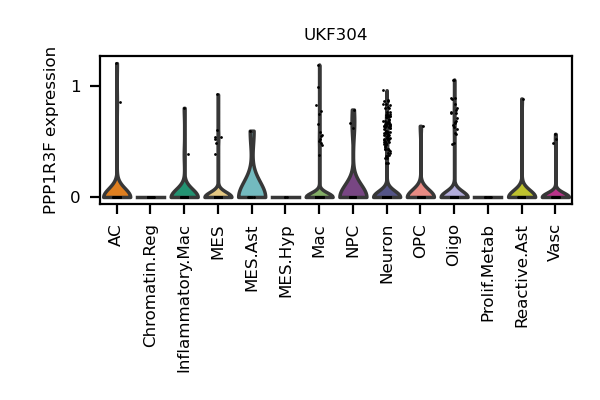 UKF304
PPP1R3F expression
1
0
AC
Chromatin.Reg
Inflammatory.Mac
MES
MES.Ast
MES.Hyp
Mac
NPC
Neuron
OPC
Oligo
Prolif.Metab
Reactive.Ast
Vasc